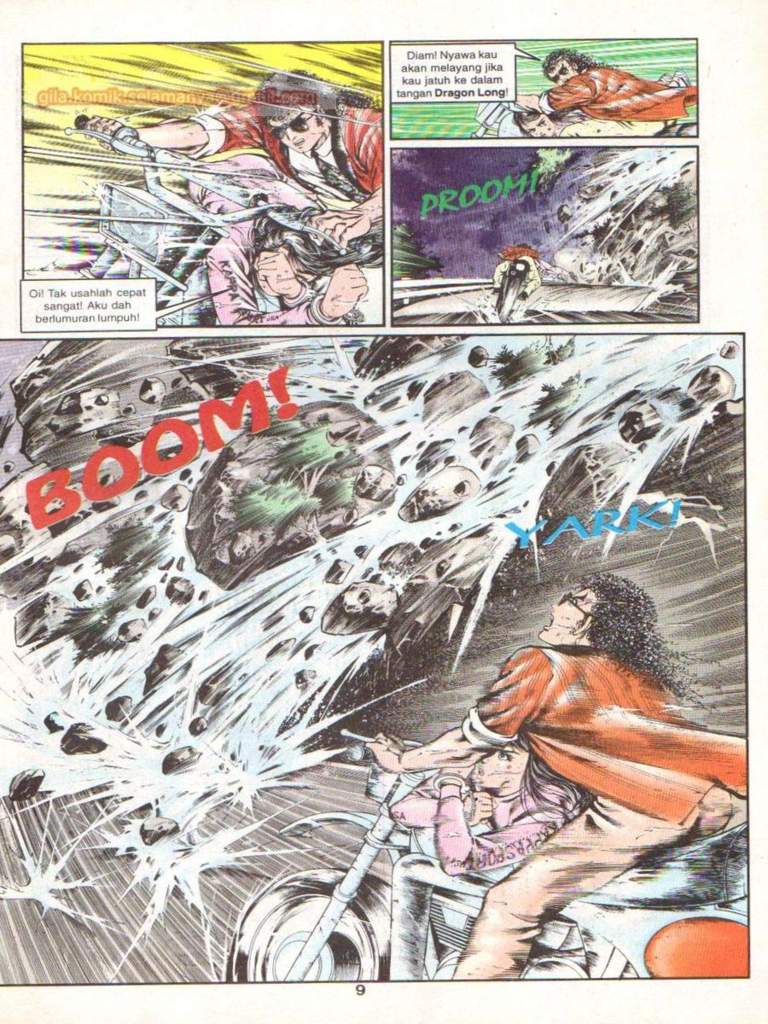 Oi! Tak usahlah cepat
sangat! Aku dah
berlumuran lumpuh!
Diam! Nyawa kau
akan melayang jika
kau jatuh ke dalam
tangan Dragon Long!
PROOM!
BOOM!
YARK!
9